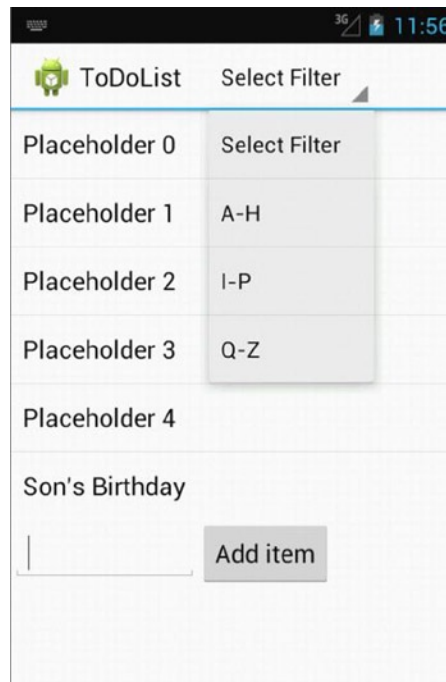 3G 11:56
ToDoList Select Filter
Placeholder 0 Select Filter
Placeholder 1 A-H
Placeholder 2 I-P
Placeholder 3 Q-Z
Placeholder 4
Son's Birthday
Add item